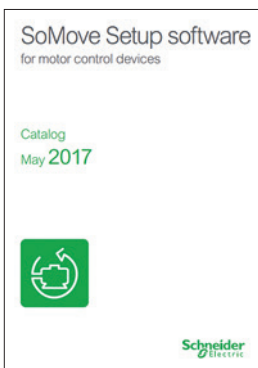 SoMove Setup software
for motor control devices
Catalog
May 2017
Schneider
Electric